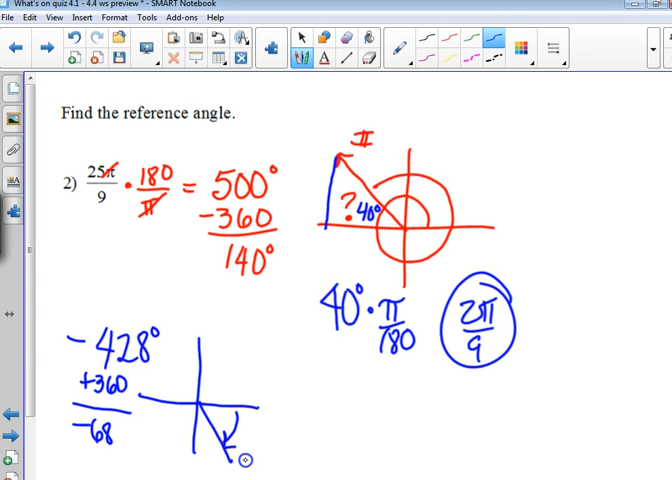 What's on quiz 4.1 - 4.4 ws preview * - SMART Notebook
File Edit View Insert Format Tools Add-ons Help
Find the reference angle.
2) 25π/9 • 180/π = 500°
-360
140°
II
? 40°
40° • π/180 2π/9
-428°
+360
-68